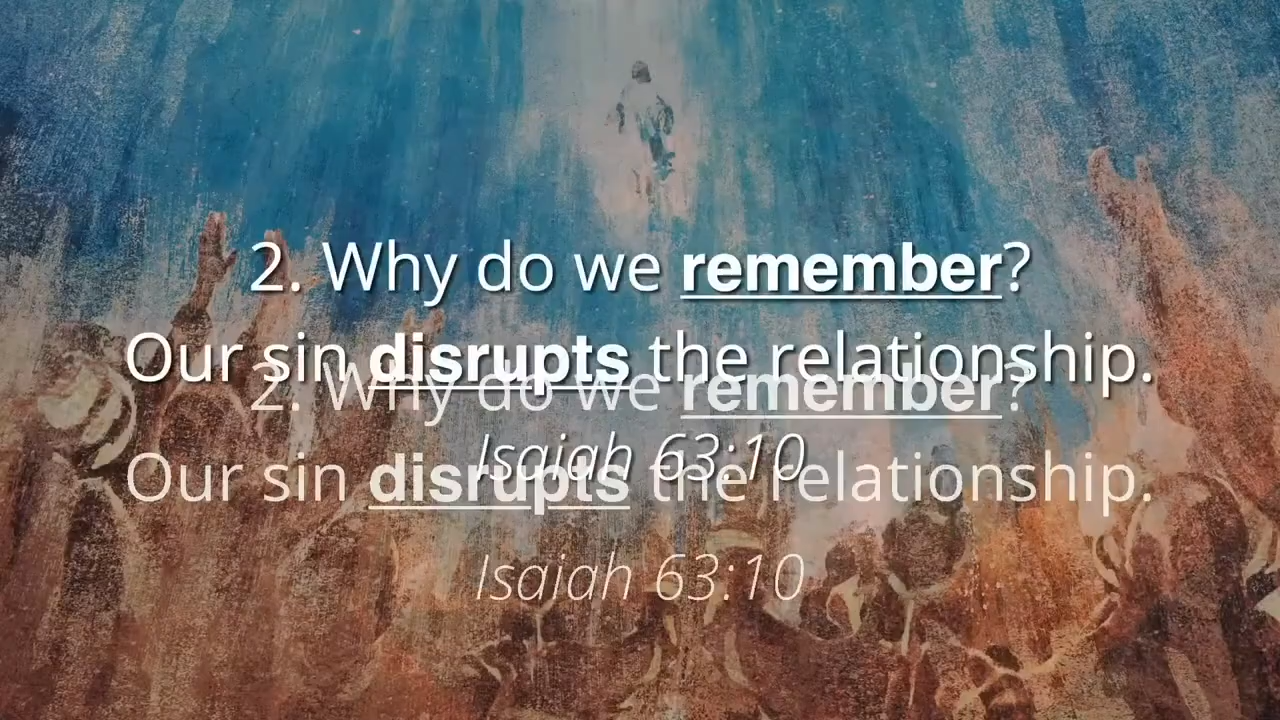 2. Why do we remember?
Our sin disrupts the relationship.
2. Why do we remember?
Isaiah 63:10
Our sin disrupts the relationship.
Isaiah 63:10